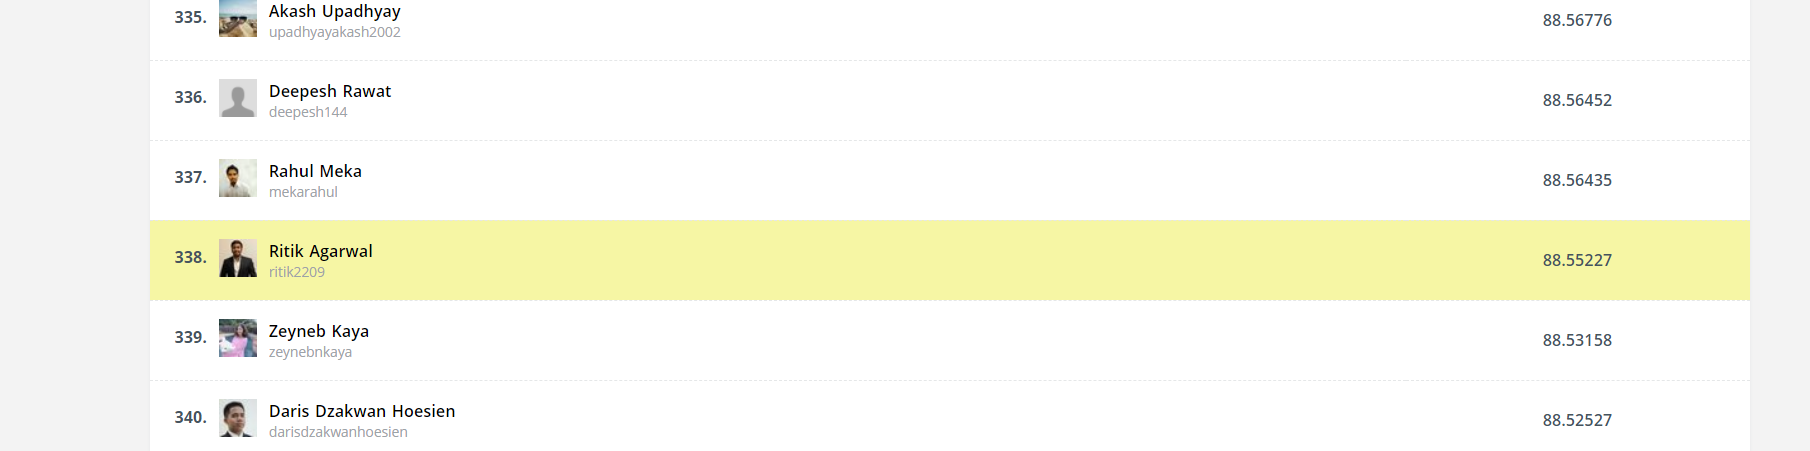 335.
Akash Upadhyay
upadhyayakash2002
88.56776
336.
Deepesh Rawat
deepesh144
88.56452
337.
Rahul Meka
mekarahul
88.56435
338.
Ritik Agarwal
ritik2209
88.55227
339.
Zeyneb Kaya
zeynebnkaya
88.53158
340.
Daris Dzakwan Hoesien
darisdzakwanhoesien
88.52527